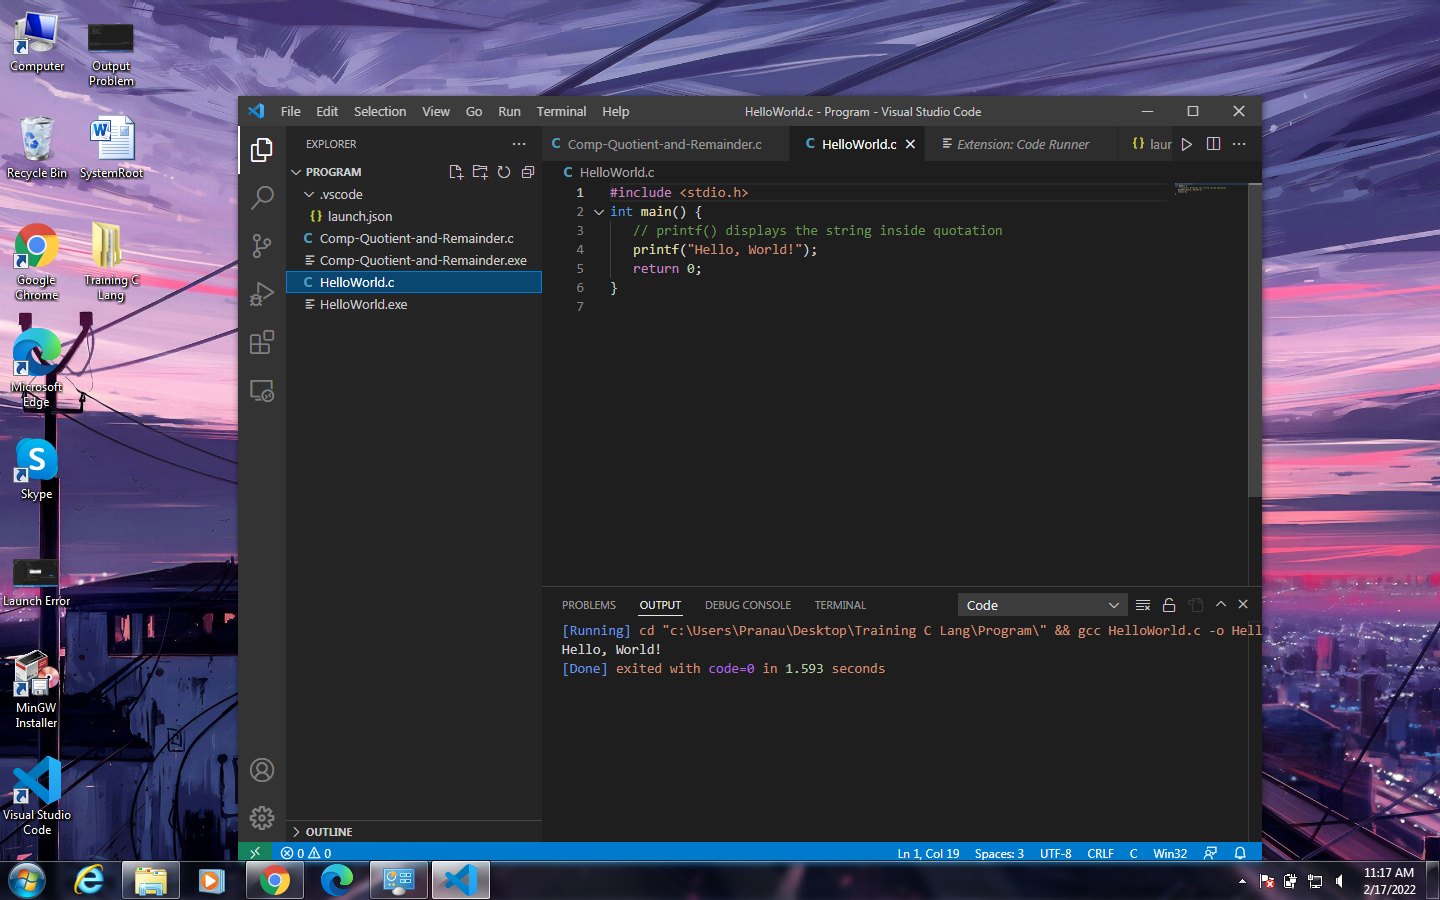 Computer
Output
Problem
Recycle Bin
SystemRoot
Google
Chrome
Training C
Lang
Microsoft
Edge
S
Skype
Launch Error
MinGW
Installer
Visual Studio
Code
File Edit Selection View Go Run Terminal Help
HelloWorld.c - Program - Visual Studio Code
EXPLORER
PROGRAM
.vscode
{} launch.json
C Comp-Quotient-and-Remainder.c
Comp-Quotient-and-Remainder.exe
C HelloWorld.c
HelloWorld.exe
OUTLINE
C Comp-Quotient-and-Remainder.c
C HelloWorld.c
Extension: Code Runner
{} laur
C HelloWorld.c
1 #include <stdio.h>
2 int main() {
3 // printf() displays the string inside quotation
4 printf("Hello, World!");
5 return 0;
6 }
7
PROBLEMS OUTPUT DEBUG CONSOLE TERMINAL
Code
[Running] cd "c:\Users\Pranau\Desktop\Training C Lang\Program\" && gcc HelloWorld.c -o Hell
Hello, World!
[Done] exited with code=0 in 1.593 seconds
0 0
Ln 1, Col 19 Spaces: 3 UTF-8 CRLF C Win32
11:17 AM
2/17/2022